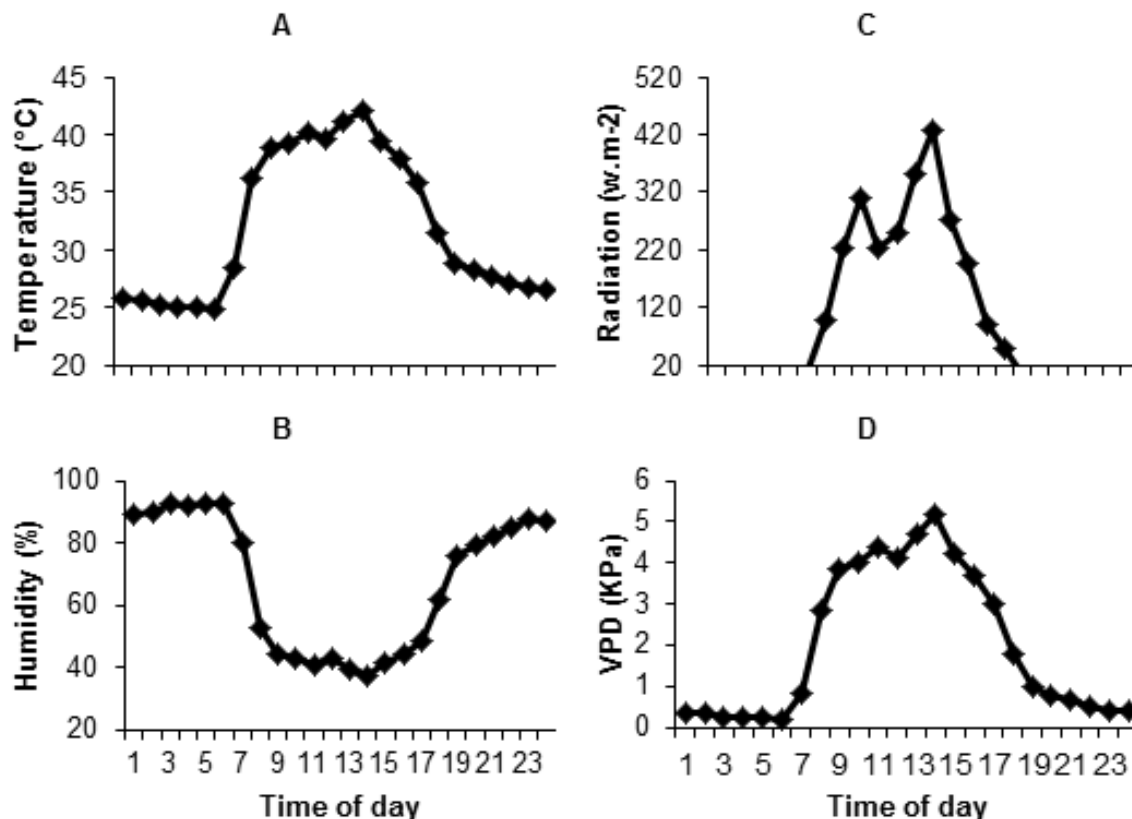 A
Temperature (°C)
45
40
35
30
25
20
C
Radiation (w.m-2)
520
420
320
220
120
20
B
Humidity (%)
100
80
60
40
20
1 3 5 7 9 11 13 15 17 19 21 23
Time of day
D
VPD (KPa)
6
5
4
3
2
1
0
1 3 5 7 9 11 13 15 17 19 21 23
Time of day